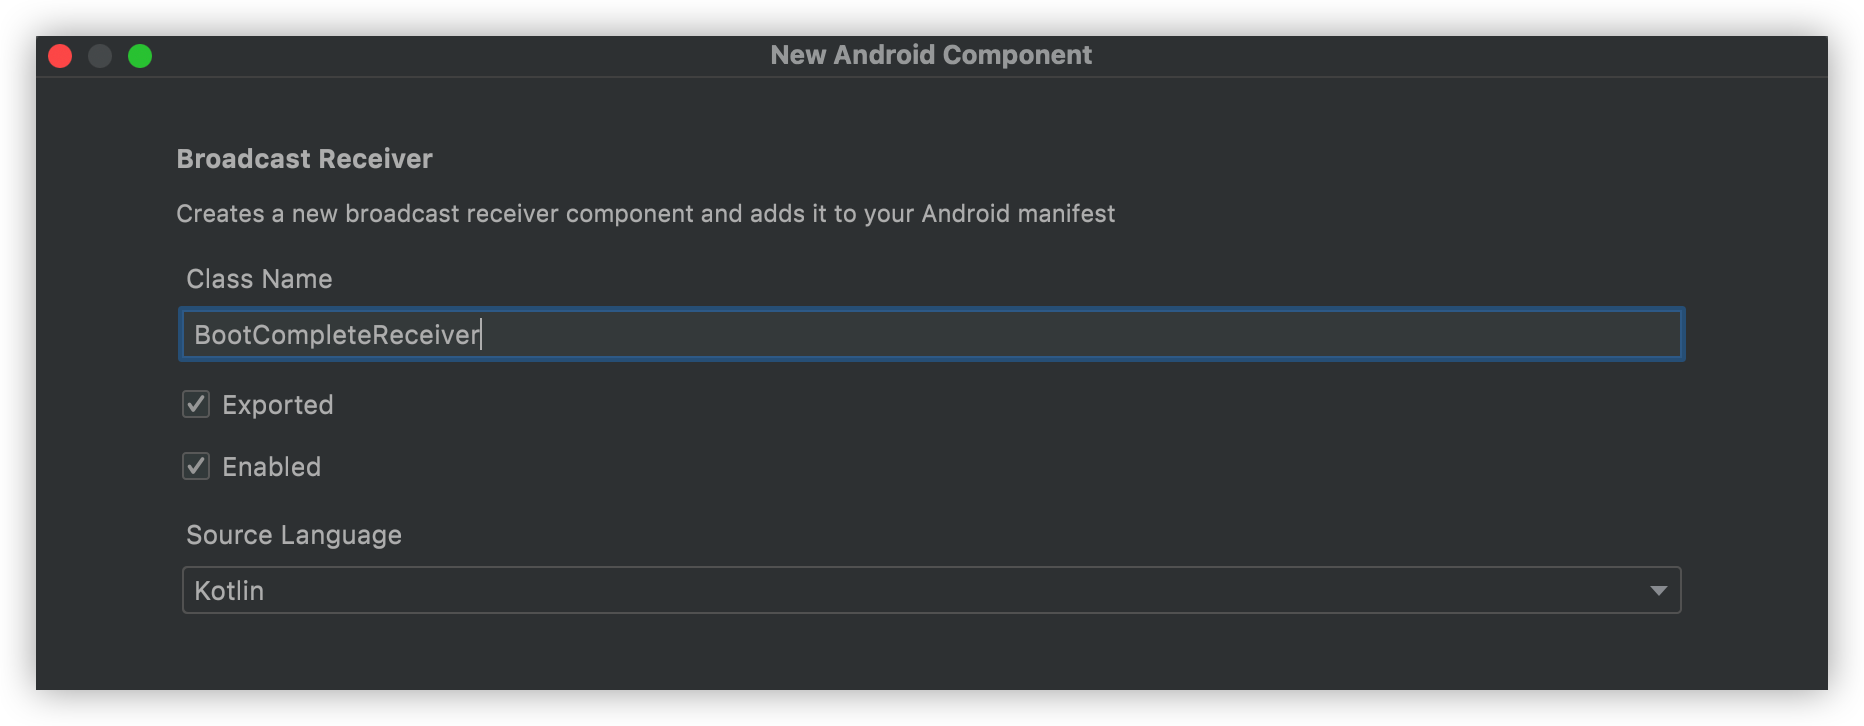 New Android Component
Broadcast Receiver
Creates a new broadcast receiver component and adds it to your Android manifest
Class Name
BootCompleteReceiver
Exported
Enabled
Source Language
Kotlin